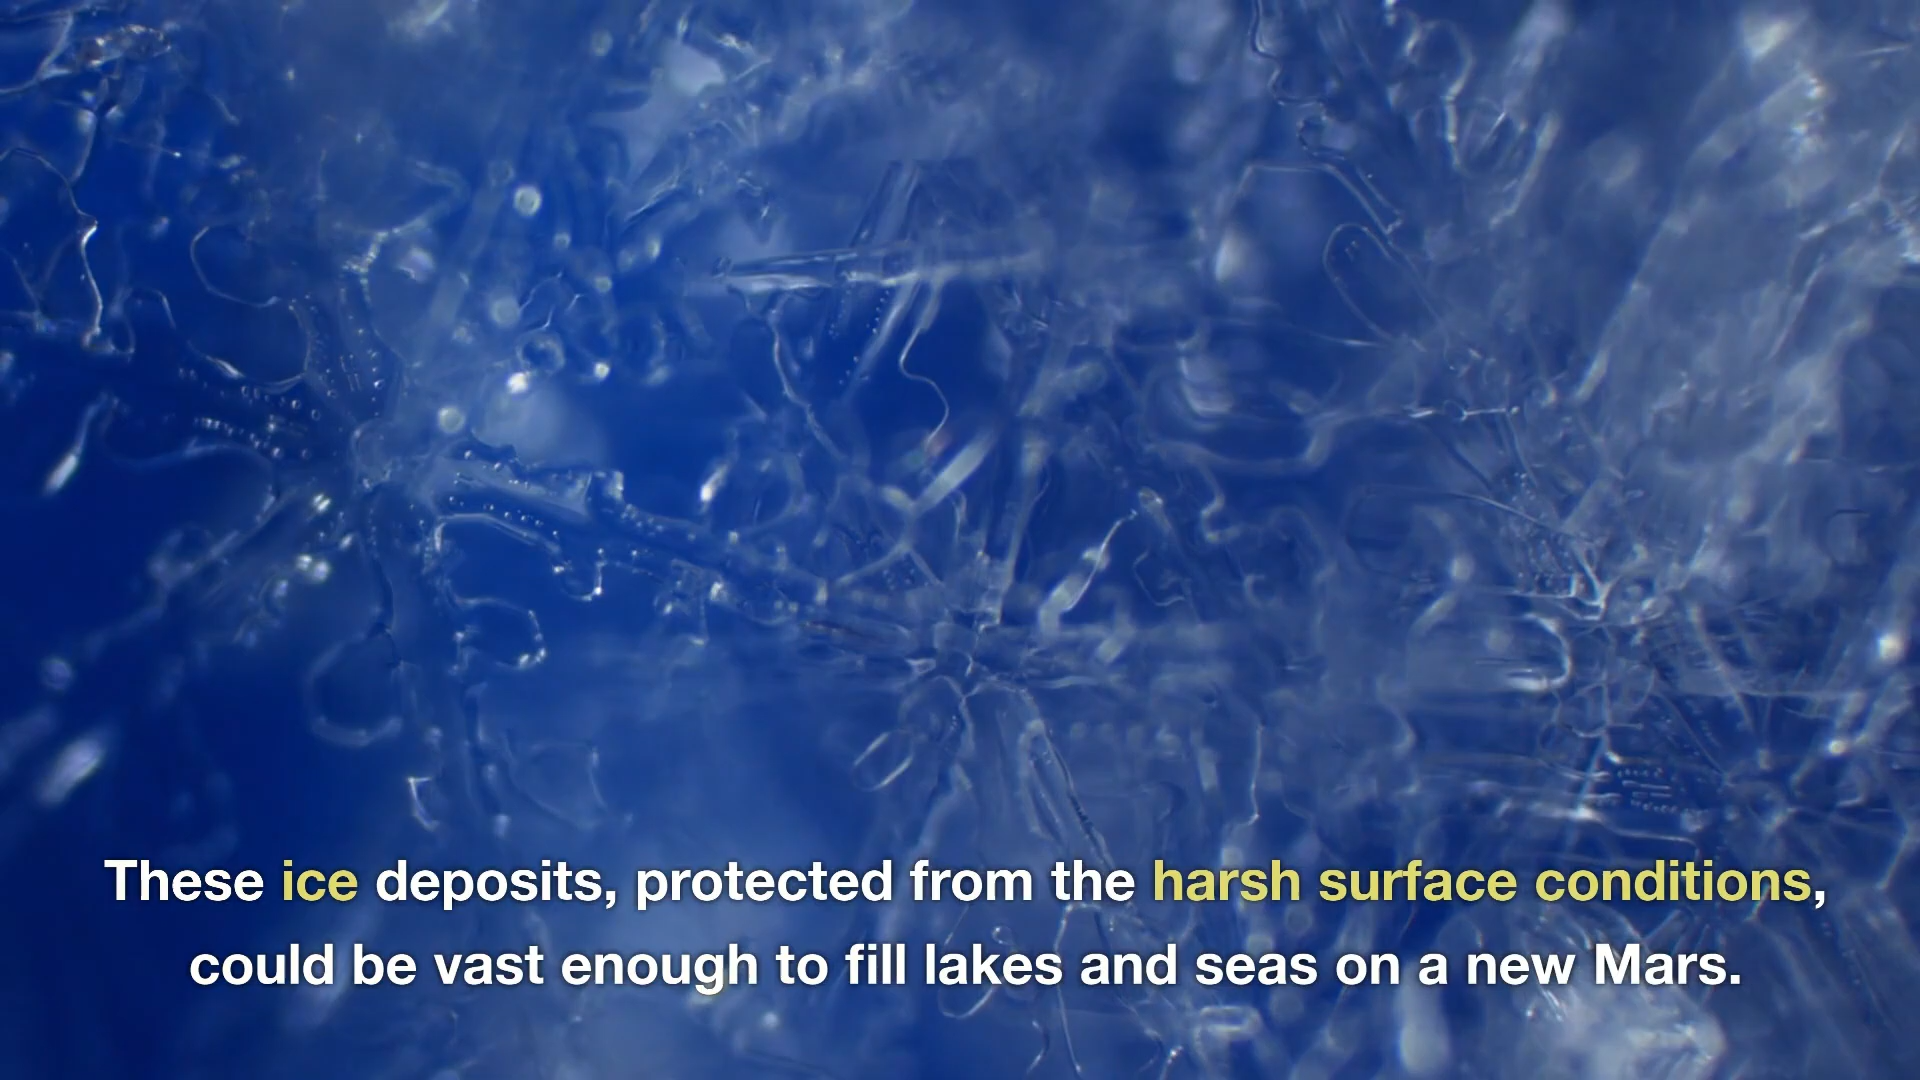 These ice deposits, protected from the harsh surface conditions,
could be vast enough to fill lakes and seas on a new Mars.